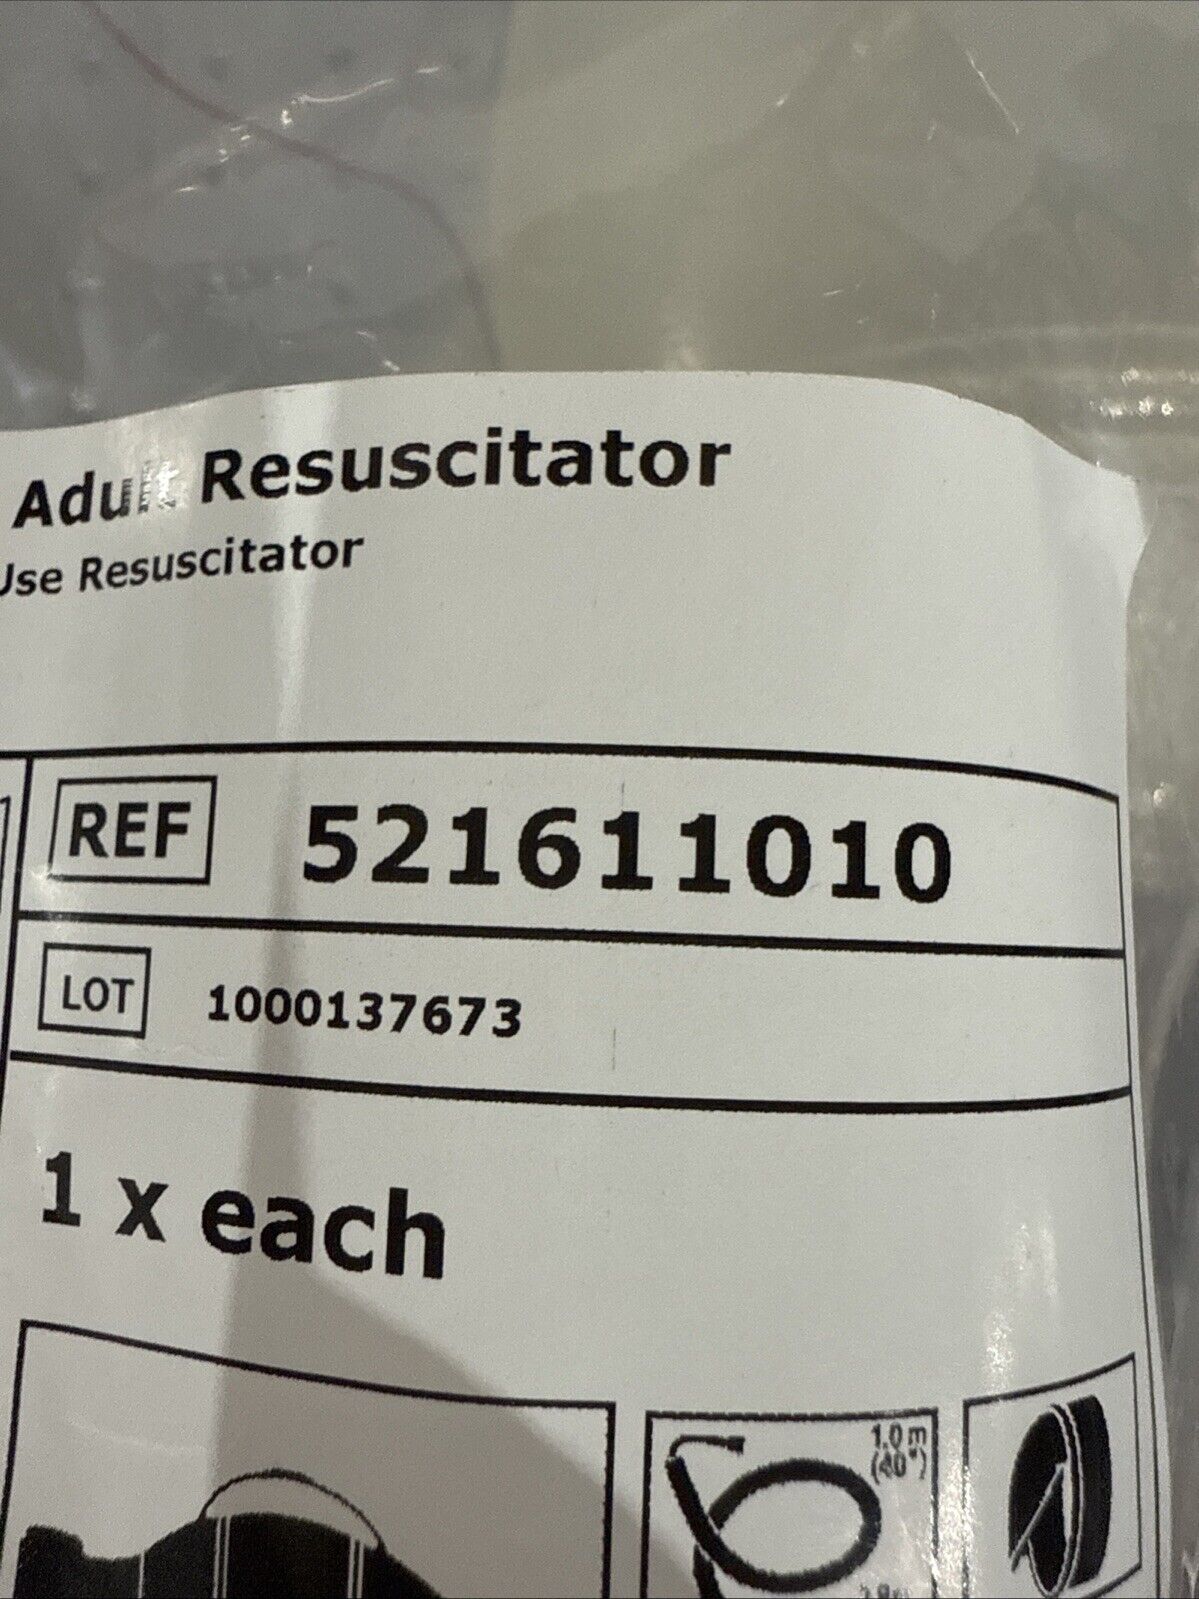 Adult Resuscitator
Use Resuscitator
REF 521611010
LOT 1000137673
1 x each
1.0 m
(40")